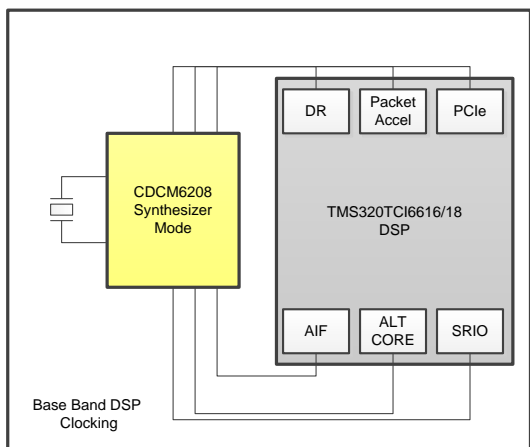 DR
Packet
Accel
PCIe
CDCM6208
Synthesizer
Mode
TMS320TCI6616/18
DSP
AIF
ALT
CORE
SRIO
Base Band DSP
Clocking